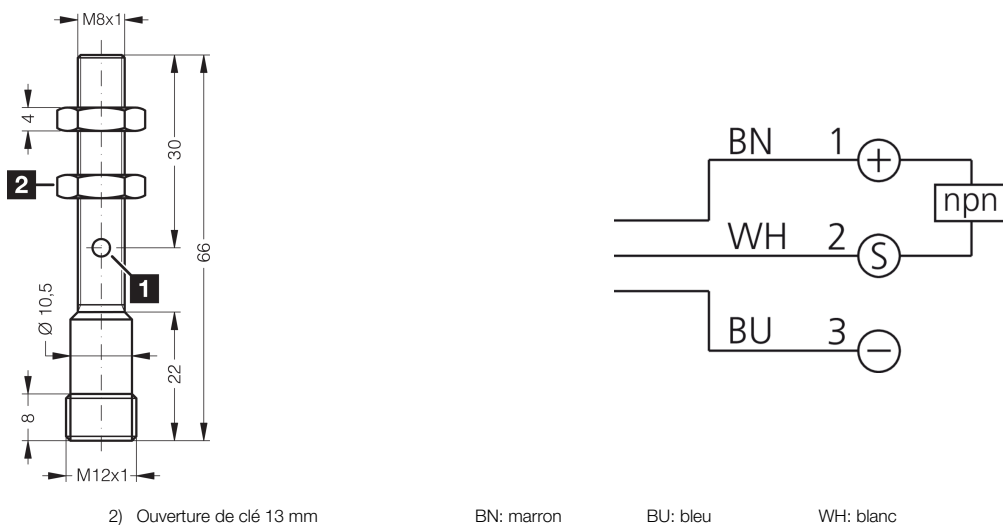 M8x1
4
30
2
66
1
Ø 10,5
22
8
M12x1
BN 1 +
npn
WH 2 S
BU 3 −
2) Ouverture de clé 13 mm BN: marron BU: bleu WH: blanc